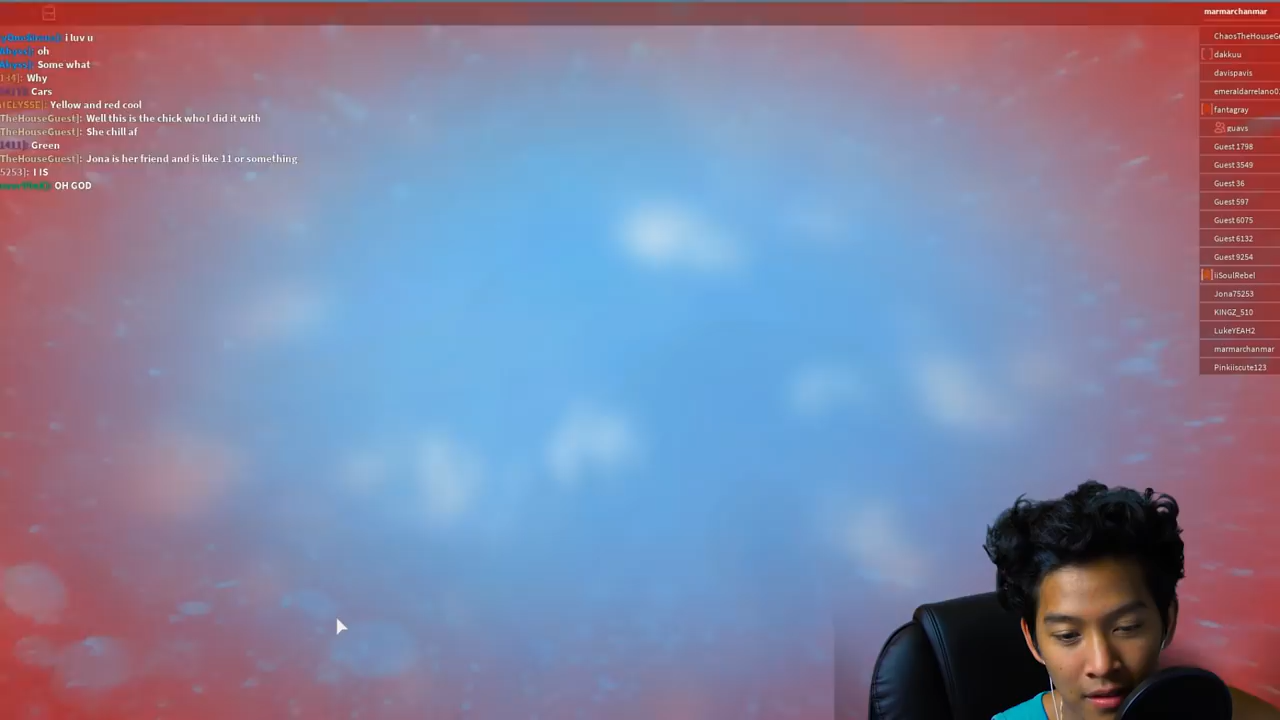 i luv u
oh
Some what
Why
Cars
Yellow and red cool
TheHouseGuest]: Well this is the chick who I did it with
TheHouseGuest]: She chill af
Green
TheHouseGuest]: Jona is her friend and is like 11 or something
5253]: I IS
OH GOD
marmarchanmar
ChaosTheHouseG
dakkuu
davispavis
emeraldarrelano0
fantagray
guavs
Guest 1798
Guest 3549
Guest 36
Guest 597
Guest 6075
Guest 6132
Guest 9254
IiSoulRebel
Jona75253
KINGZ_510
LukeYEAH2
marmarchanmar
Pinkiiscute123